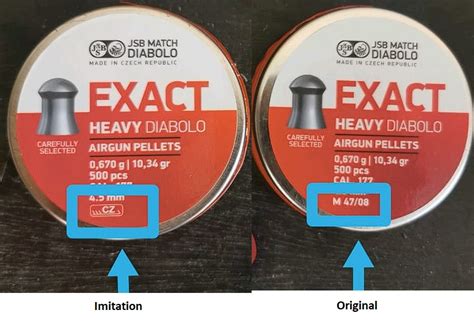 JSB MATCH
DIABOLO
MADE IN CZECH REPUBLIC
EXACT
HEAVY DIABOLO
CAREFULLY
SELECTED
AIRGUN PELLETS
0,670 g | 10,34 gr
500 pcs
4.5 mm
CZ
JSB MATCH
DIABOLO
MADE IN CZECH REPUBLIC
EXACT
HEAVY DIABOLO
CAREFULLY
SELECTED
AIRGUN PELLETS
0,670 g | 10,34 gr
500 pcs
CAL .177
M 47/08
Imitation
Original